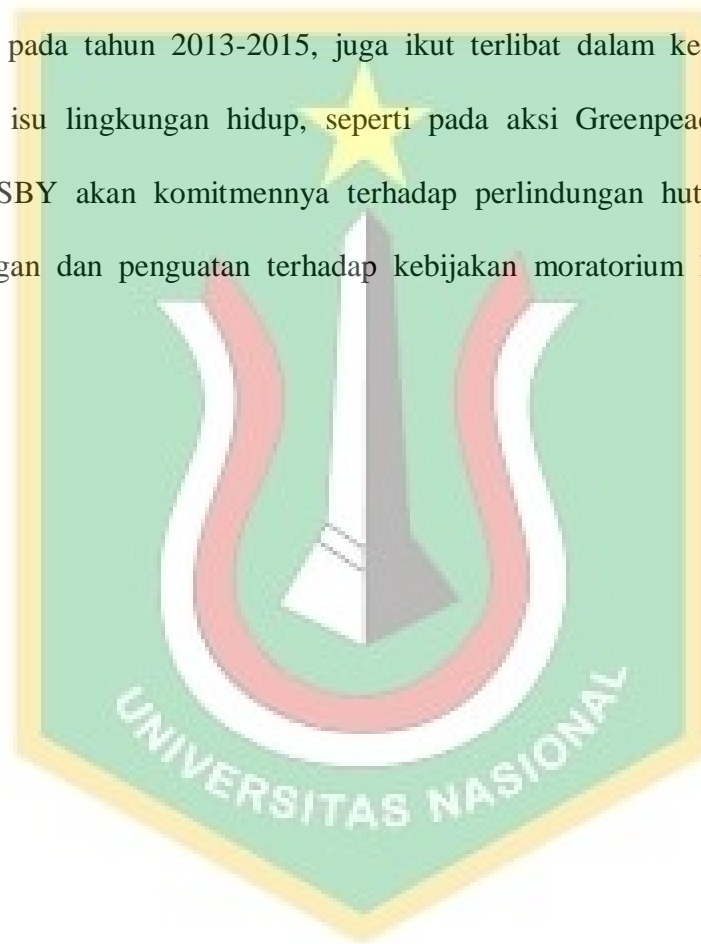 pada tahun 2013-2015, juga ikut terlibat dalam ke
isu lingkungan hidup, seperti pada aksi Greenpeac
SBY akan komitmennya terhadap perlindungan hut
gan dan penguatan terhadap kebijakan moratorium
UNIVERSITAS NASIONAL